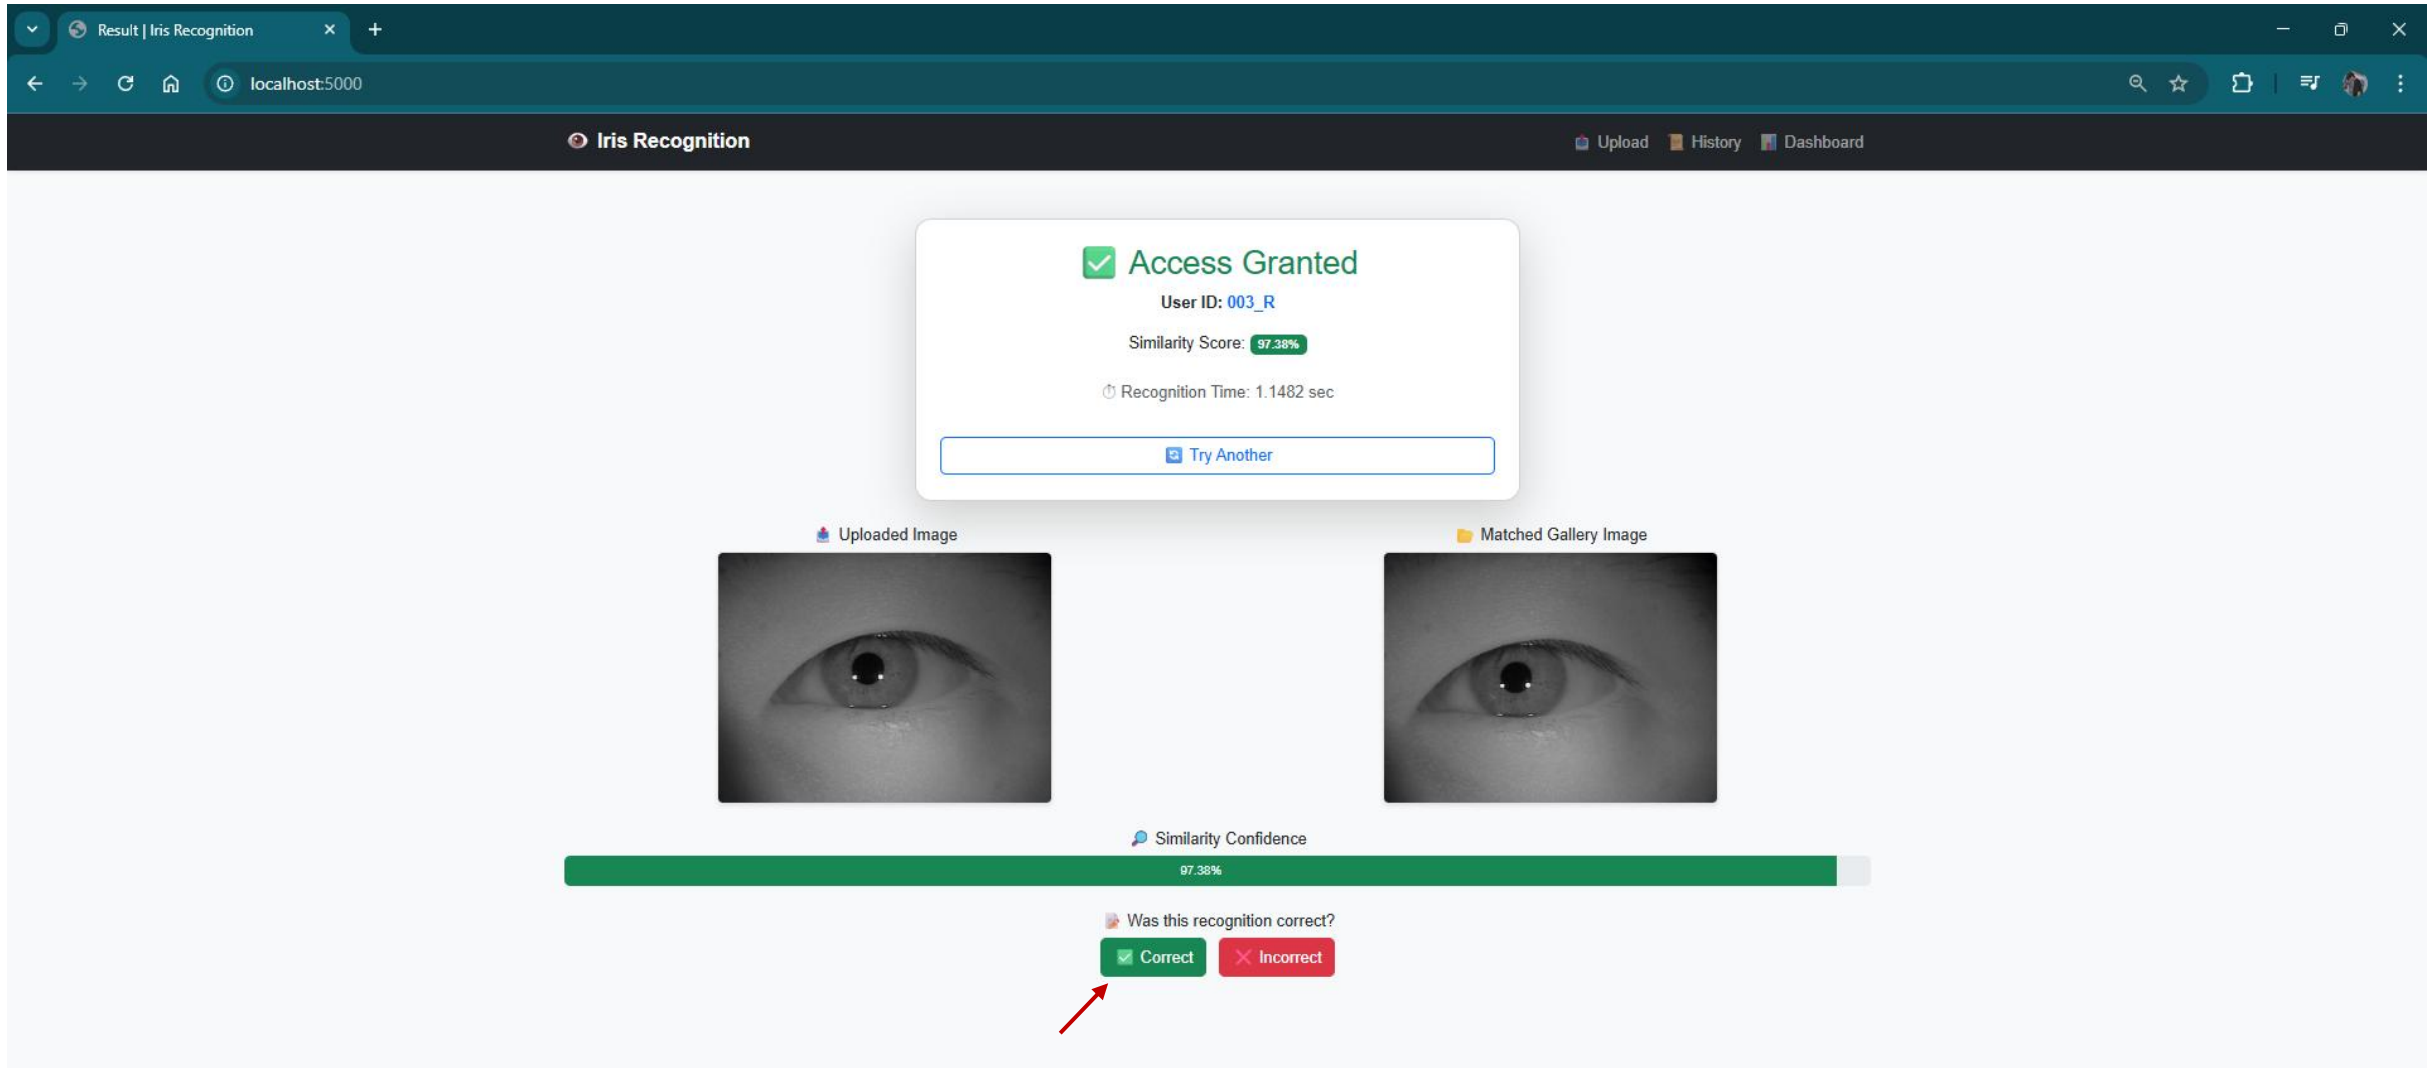 Result | Iris Recognition
localhost:5000
Iris Recognition
Upload History Dashboard
Access Granted
User ID: 003_R
Similarity Score: 97.38%
Recognition Time: 1.1482 sec
Try Another
Uploaded Image
Matched Gallery Image
Similarity Confidence
97.38%
Was this recognition correct?
Correct Incorrect